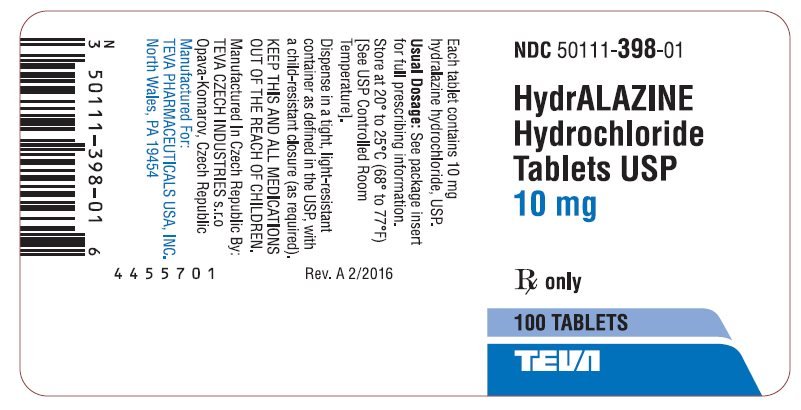 Each tablet contains 10 mg
hydralazine hydrochloride, USP.
Usual Dosage: See package insert
for full prescribing information.
Store at 20° to 25°C (68° to 77°F)
[See USP Controlled Room
Temperature].
Dispense in a tight, light-resistant
container as defined in the USP, with
a child-resistant closure (as required).
KEEP THIS AND ALL MEDICATIONS
OUT OF THE REACH OF CHILDREN.
Manufactured In Czech Republic By:
TEVA CZECH INDUSTRIES s.r.o
Opava-Komarov, Czech Republic
Manufactured For:
TEVA PHARMACEUTICALS USA, INC.
North Wales, PA 19454
N
3 50111-398-01 6
4455701
Rev. A 2/2016
NDC 50111-398-01
HydrALAZINE
Hydrochloride
Tablets USP
10 mg
Rx only
100 TABLETS
TEVA